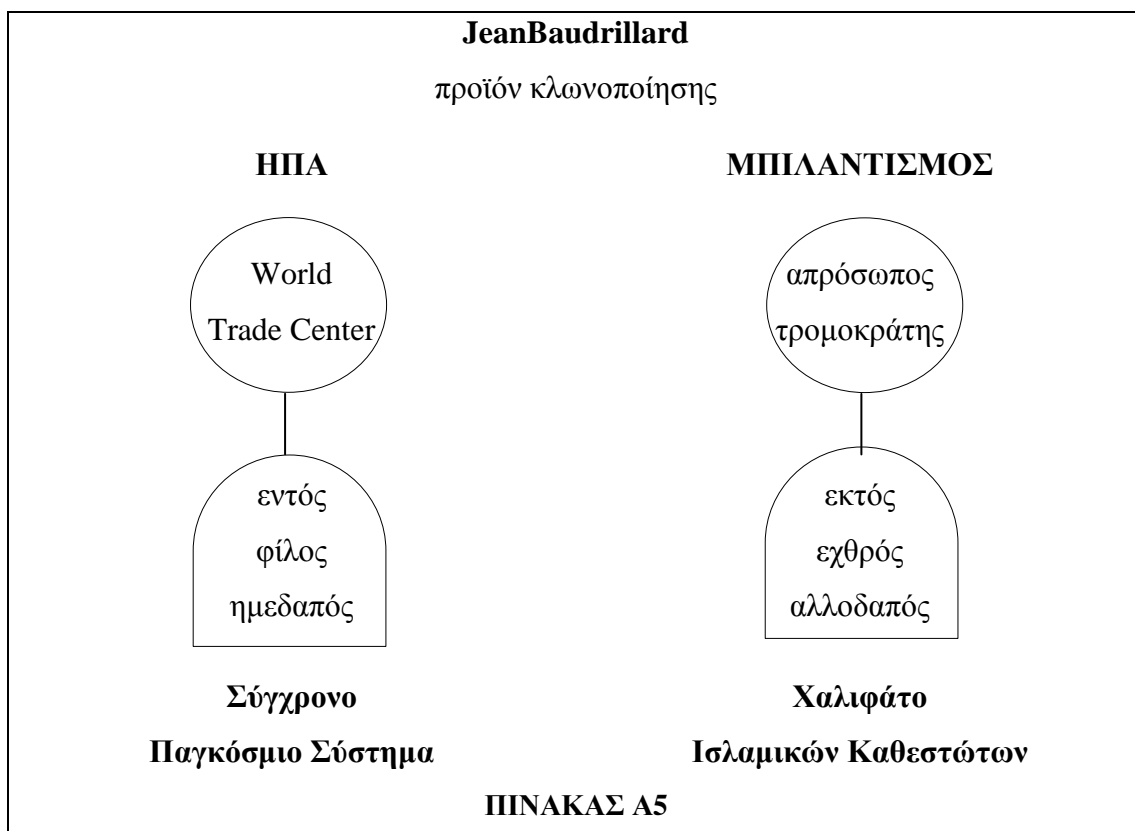 JeanBaudrillard
προϊόν κλωνοποίησης
ΗΠΑ
World
Trade Center
εντός
φίλος
ημεδαπός
Σύγχρονο
Παγκόσμιο Σύστημα
ΜΠΙΛΑΝΤΙΣΜΟΣ
απρόσωπος
τρομοκράτης
εκτός
εχθρός
αλλοδαπός
Χαλιφάτο
Ισλαμικών Καθεστώτων
ΠΙΝΑΚΑΣ Α5